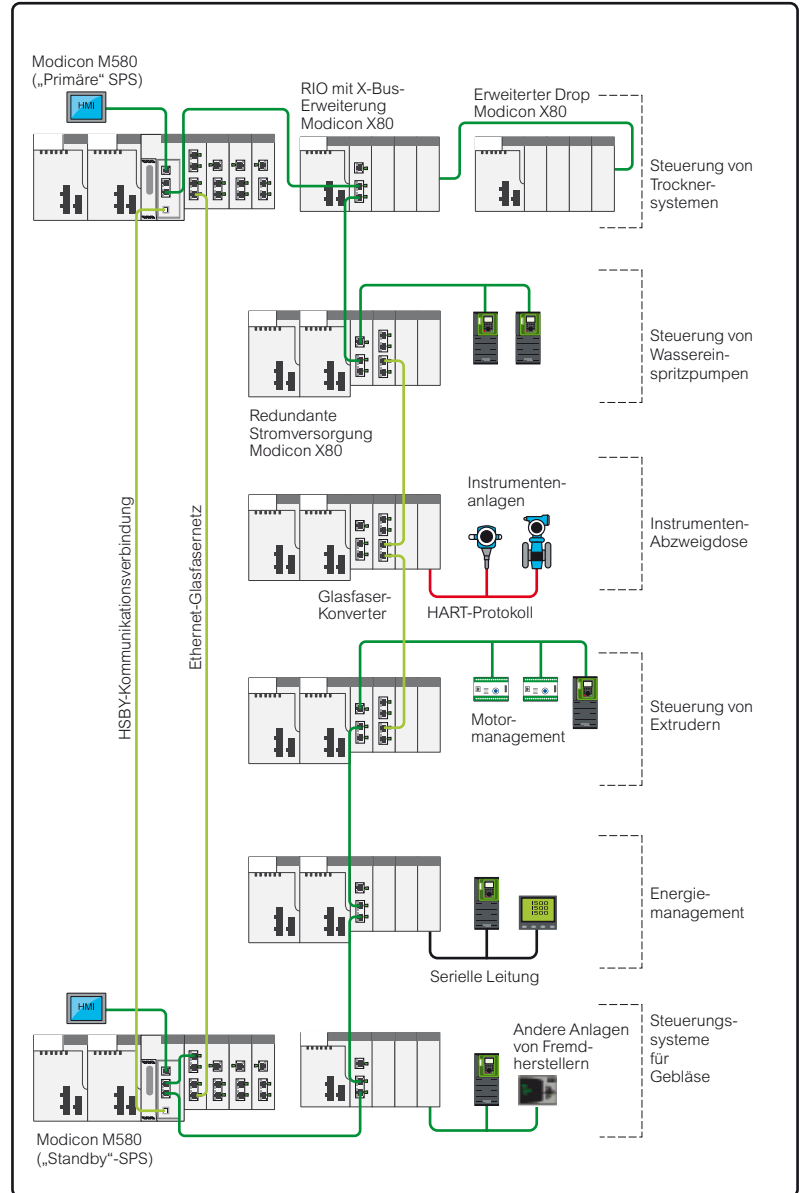 Modicon M580
(„Primäre“ SPS)
HMI
RIO mit X-Bus-
Erweiterung
Modicon X80
Erweiterter Drop
Modicon X80
Steuerung von
Trockner-
systemen
Steuerung von
Wasserein-
spritzpumpen
Redundante
Stromversorgung
Modicon X80
HSBY-Kommunikationsverbindung
Ethernet-Glasfasernetz
Instrumenten-
anlagen
Instrumenten-
Abzweigdose
Glasfaser-
Konverter
HART-Protokoll
Motor-
management
Steuerung von
Extrudern
1500
1500
1500
Energie-
management
Serielle Leitung
HMI
Andere Anlagen
von Fremd-
herstellern
Steuerungs-
systeme
für
Gebläse
Modicon M580
(„Standby“-SPS)